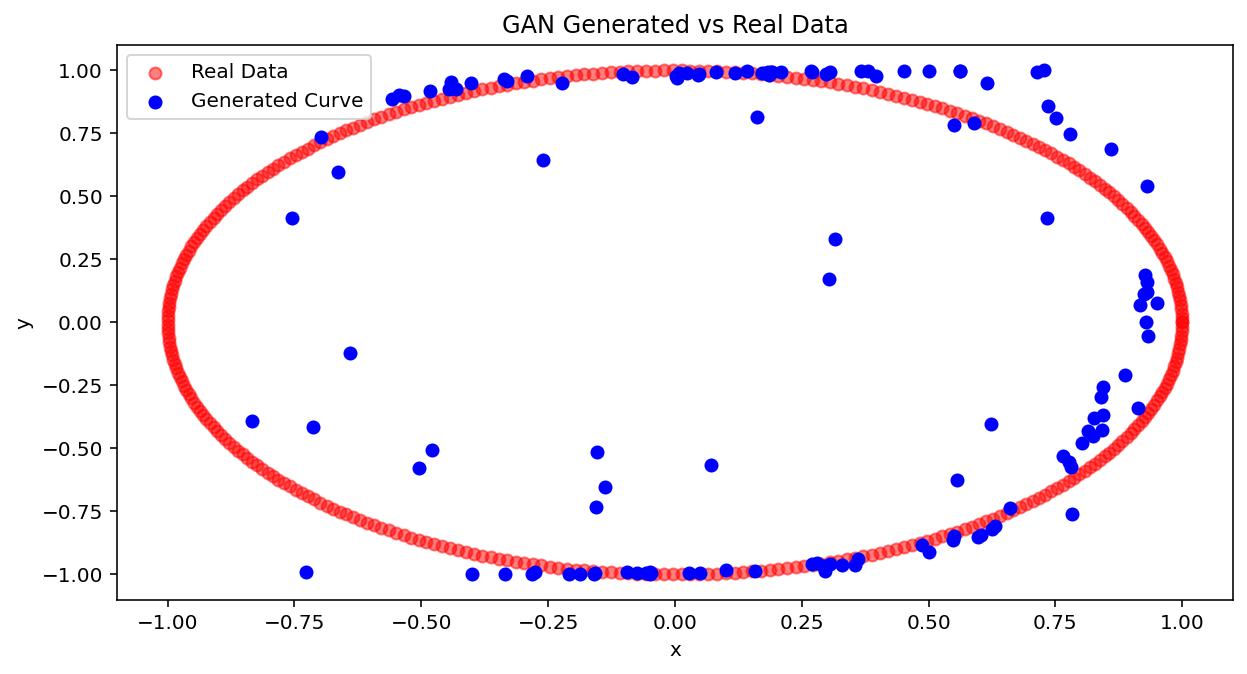 GAN Generated vs Real Data
Real Data
Generated Curve
1.00
0.75
0.50
0.25
0.00
−0.25
−0.50
−0.75
−1.00
y
−1.00 −0.75 −0.50 −0.25 0.00 0.25 0.50 0.75 1.00
x